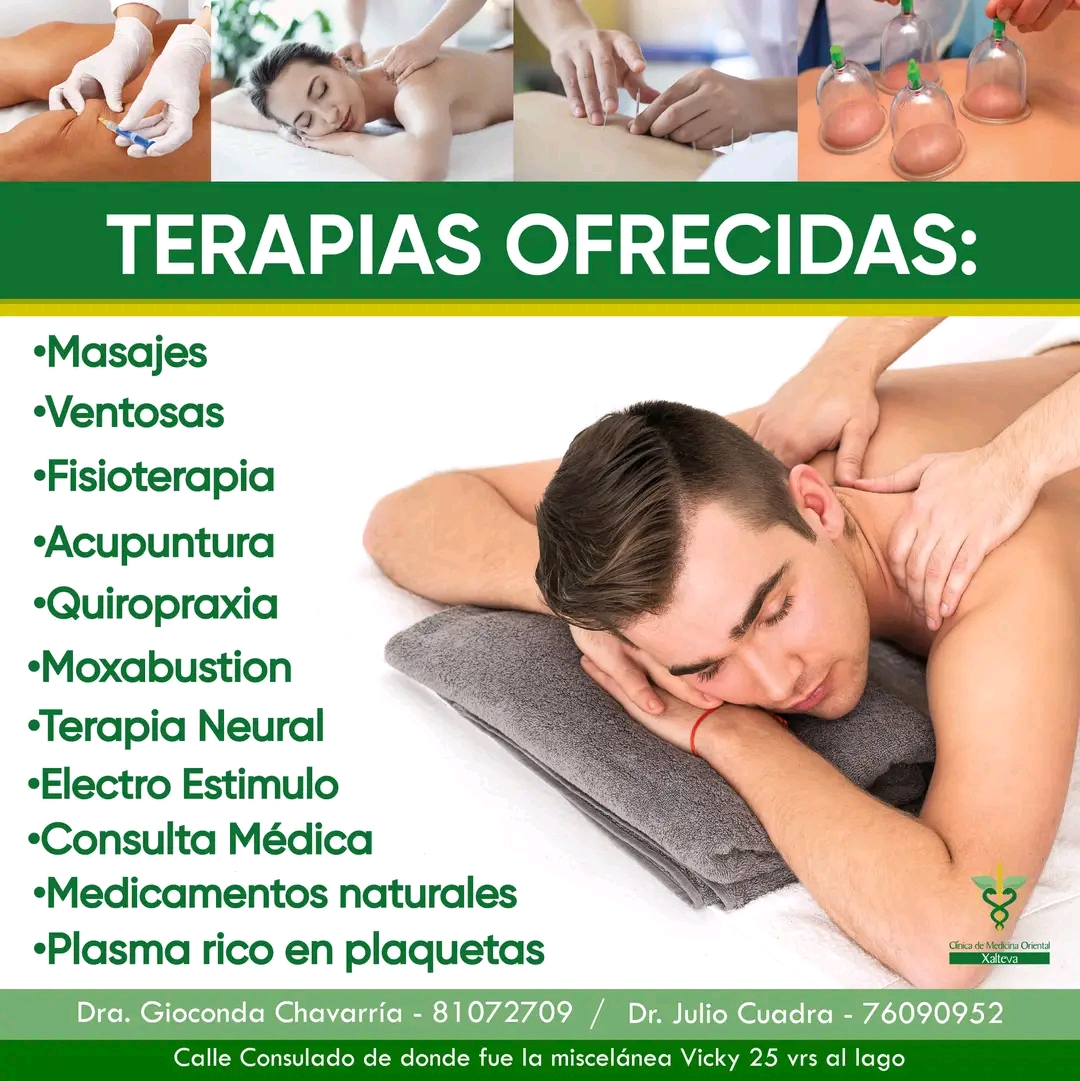 TERAPIAS OFRECIDAS:
•Masajes
•Ventosas
•Fisioterapia
•Acupuntura
•Quiropraxia
•Moxabustion
•Terapia Neural
•Electro Estimulo
•Consulta Médica
•Medicamentos naturales
•Plasma rico en plaquetas
Clínica de Medicina Oriental
Xalteva
Dra. Gioconda Chavarría - 81072709 / Dr. Julio Cuadra - 76090952
Calle Consulado de donde fue la miscelánea Vicky 25 vrs al lago